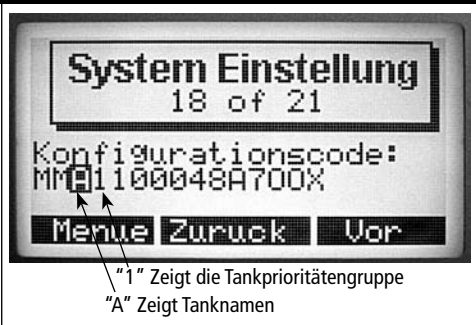 System Einstellung
18 of 21
Konfigurationscode:
MMA1100048A700X
Menue Zuruck Vor
"1" Zeigt die Tankprioritätengruppe
"A" Zeigt Tanknamen